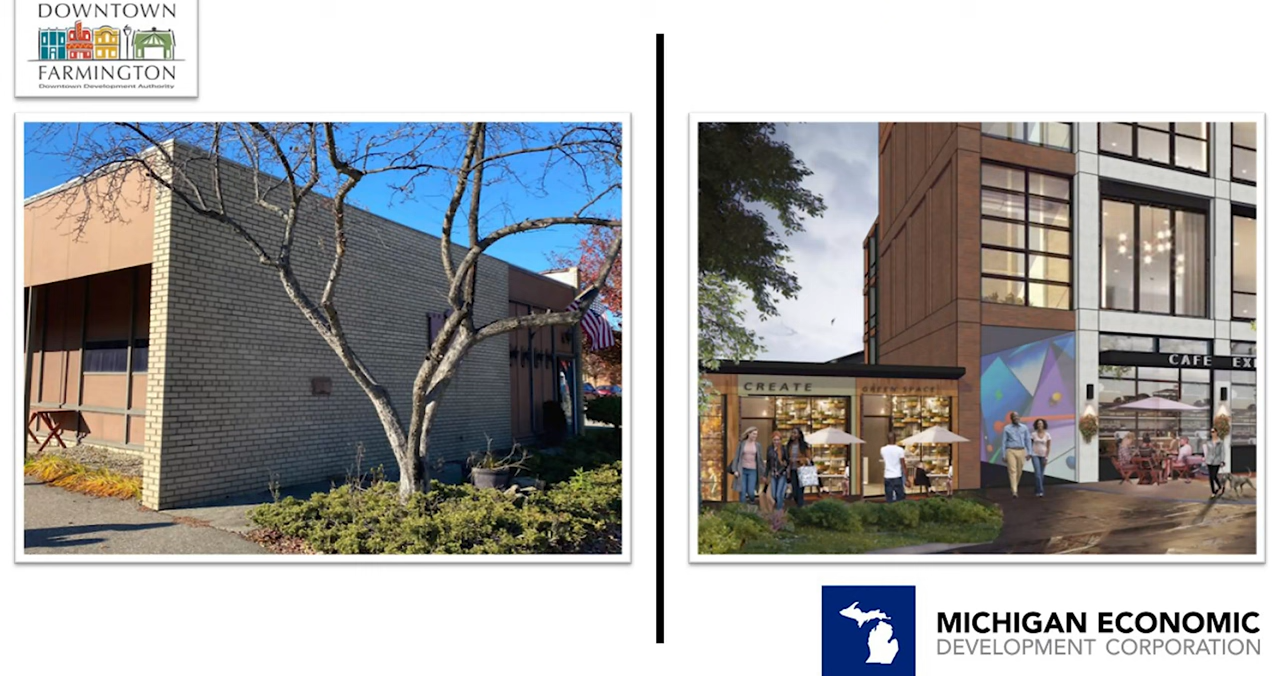 DOWNTOWN
FARMINGTON
Downtown Development Authority
CREATE
GREEN SPACE
CAFE EX
MICHIGAN ECONOMIC
DEVELOPMENT CORPORATION